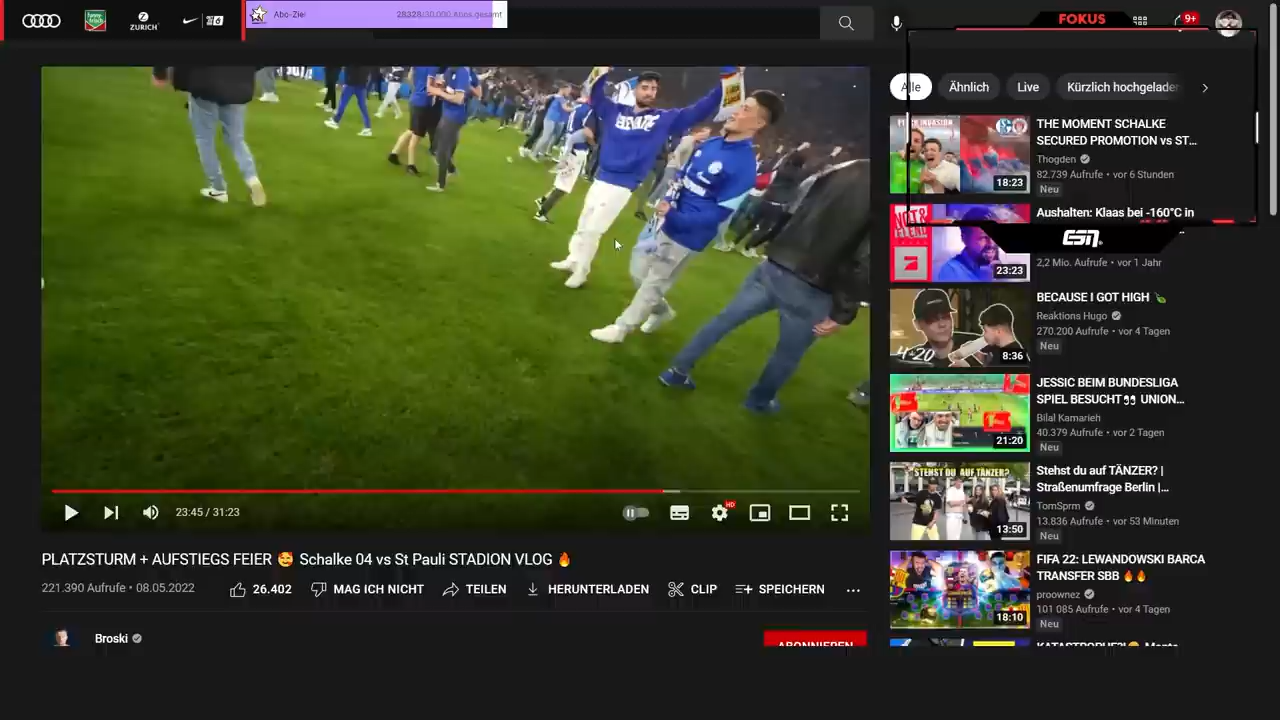 ZURICH
Abo-Ziel
28328/30.000 Abos gesamt
FOKUS
9+
Alle
Ähnlich
Live
Kürzlich hochgeladen
THE MOMENT SCHALKE
SECURED PROMOTION vs ST...
Thogden
82.739 Aufrufe • vor 6 Stunden
Neu
18:23
Aushalten: Klaas bei -160°C in
2,2 Mio. Aufrufe • vor 1 Jahr
23:23
BECAUSE I GOT HIGH
Reaktions Hugo
270.200 Aufrufe • vor 4 Tagen
Neu
4:20
8:36
JESSIC BEIM BUNDESLIGA
SPIEL BESUCHT👀 UNION...
Bilal Kamarieh
40.379 Aufrufe • vor 2 Tagen
Neu
21:20
STEHST DU AUF TÄNZER?
Stehst du auf TÄNZER? |
Straßenumfrage Berlin |...
TomSprm
13.836 Aufrufe • vor 53 Minuten
Neu
13:50
FIFA 22: LEWANDOWSKI BARCA
TRANSFER SBB 🔥🔥
proownez
101 085 Aufrufe • vor 4 Tagen
Neu
18:10
23:45 / 31:23
HD
PLATZSTURM + AUFSTIEGS FEIER 🥰 Schalke 04 vs St Pauli STADION VLOG 🔥
221.390 Aufrufe • 08.05.2022
26.402
MAG ICH NICHT
TEILEN
HERUNTERLADEN
CLIP
SPEICHERN
Broski
ABONNIEREN